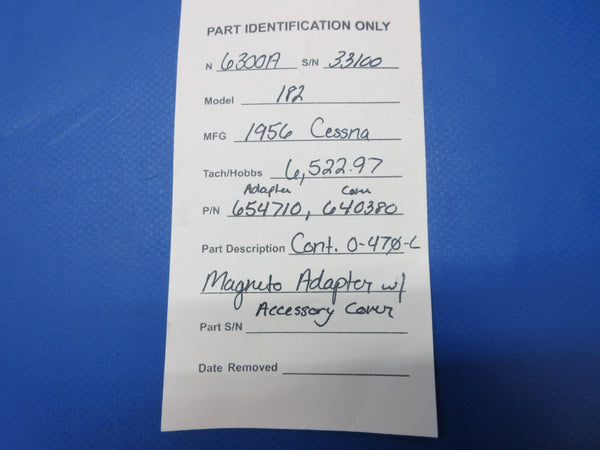 PART IDENTIFICATION ONLY
N 6300A S/N 33100
Model 182
MFG 1956 Cessna
Tach/Hobbs 6,522.97
Adapter Cover
P/N 654710, 640380
Part Description Cont. O-470-L
Magneto Adapter w/
Accessory Cover
Part S/N
Date Removed